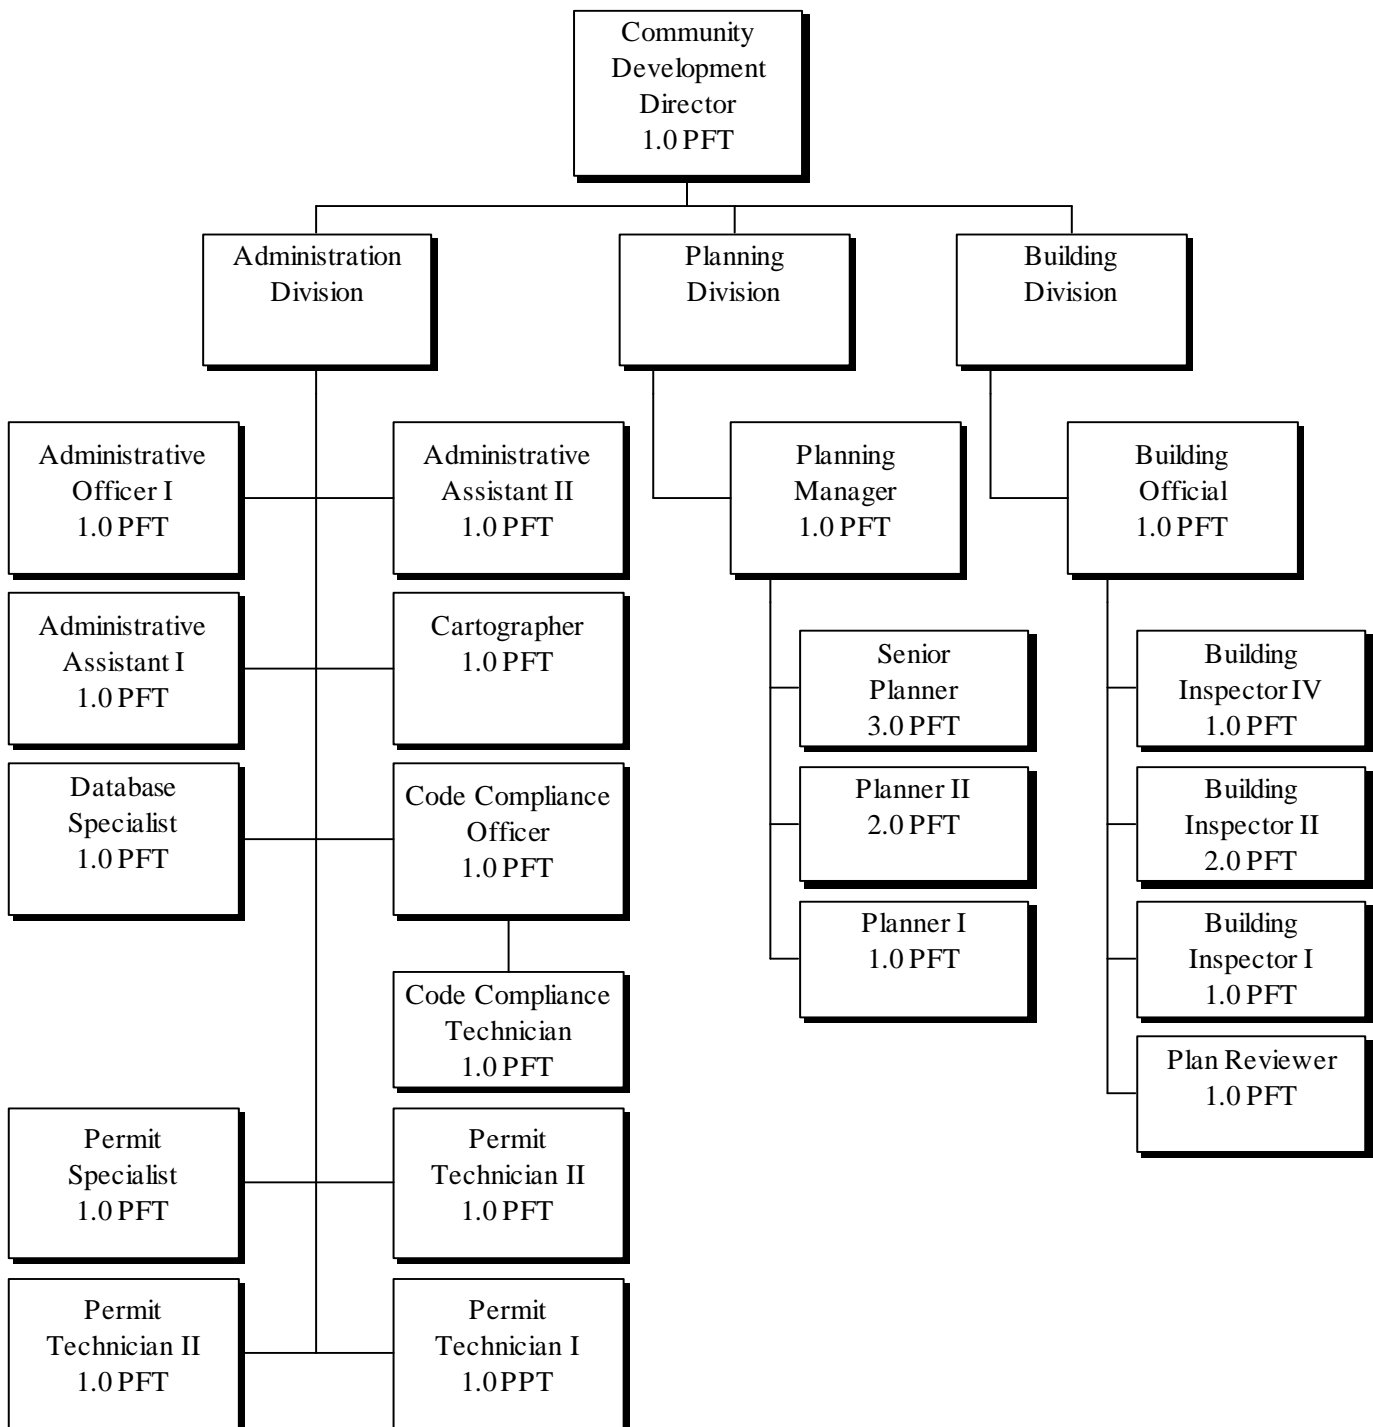 Community
Development
Director
1.0 PFT
Administration
Division
Planning
Division
Building
Division
Administrative
Officer I
1.0 PFT
Administrative
Assistant II
1.0 PFT
Planning
Manager
1.0 PFT
Building
Official
1.0 PFT
Administrative
Assistant I
1.0 PFT
Cartographer
1.0 PFT
Senior
Planner
3.0 PFT
Building
Inspector IV
1.0 PFT
Database
Specialist
1.0 PFT
Code Compliance
Officer
1.0 PFT
Planner II
2.0 PFT
Building
Inspector II
2.0 PFT
Planner I
1.0 PFT
Building
Inspector I
1.0 PFT
Code Compliance
Technician
1.0 PFT
Plan Reviewer
1.0 PFT
Permit
Specialist
1.0 PFT
Permit
Technician II
1.0 PFT
Permit
Technician II
1.0 PFT
Permit
Technician I
1.0 PPT